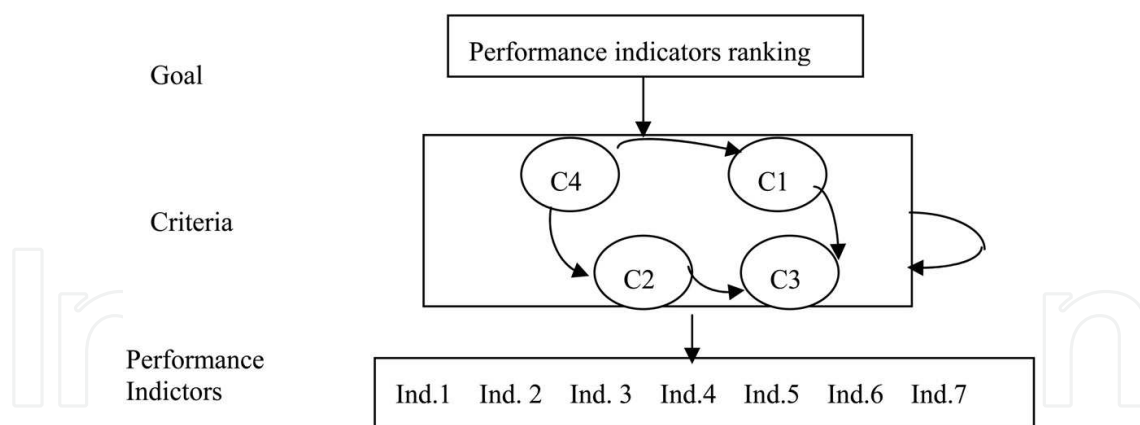 Performance indicators ranking
Goal
C4
C1
Criteria
C2
C3
Performance
Indictors
Ind.1 Ind. 2 Ind. 3 Ind.4 Ind.5 Ind.6 Ind.7